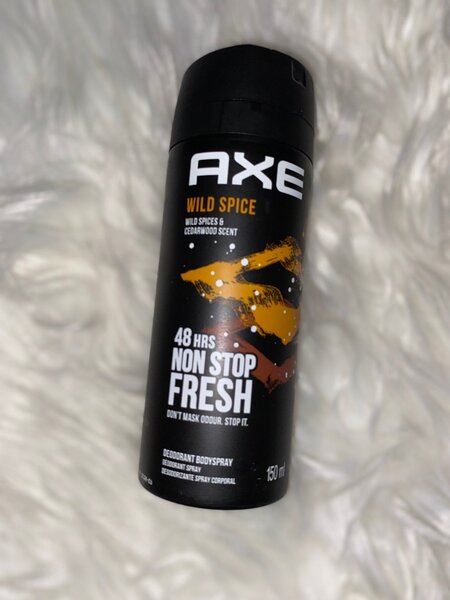 AXE
WILD SPICE
WILD SPICES &
CEDARWOOD SCENT
48 HRS
NON STOP
FRESH
DON'T MASK ODOUR. STOP IT.
DEODORANT BODYSPRAY
DEODORANT SPRAY
DESODORIZANTE SPRAY CORPORAL
150 ml